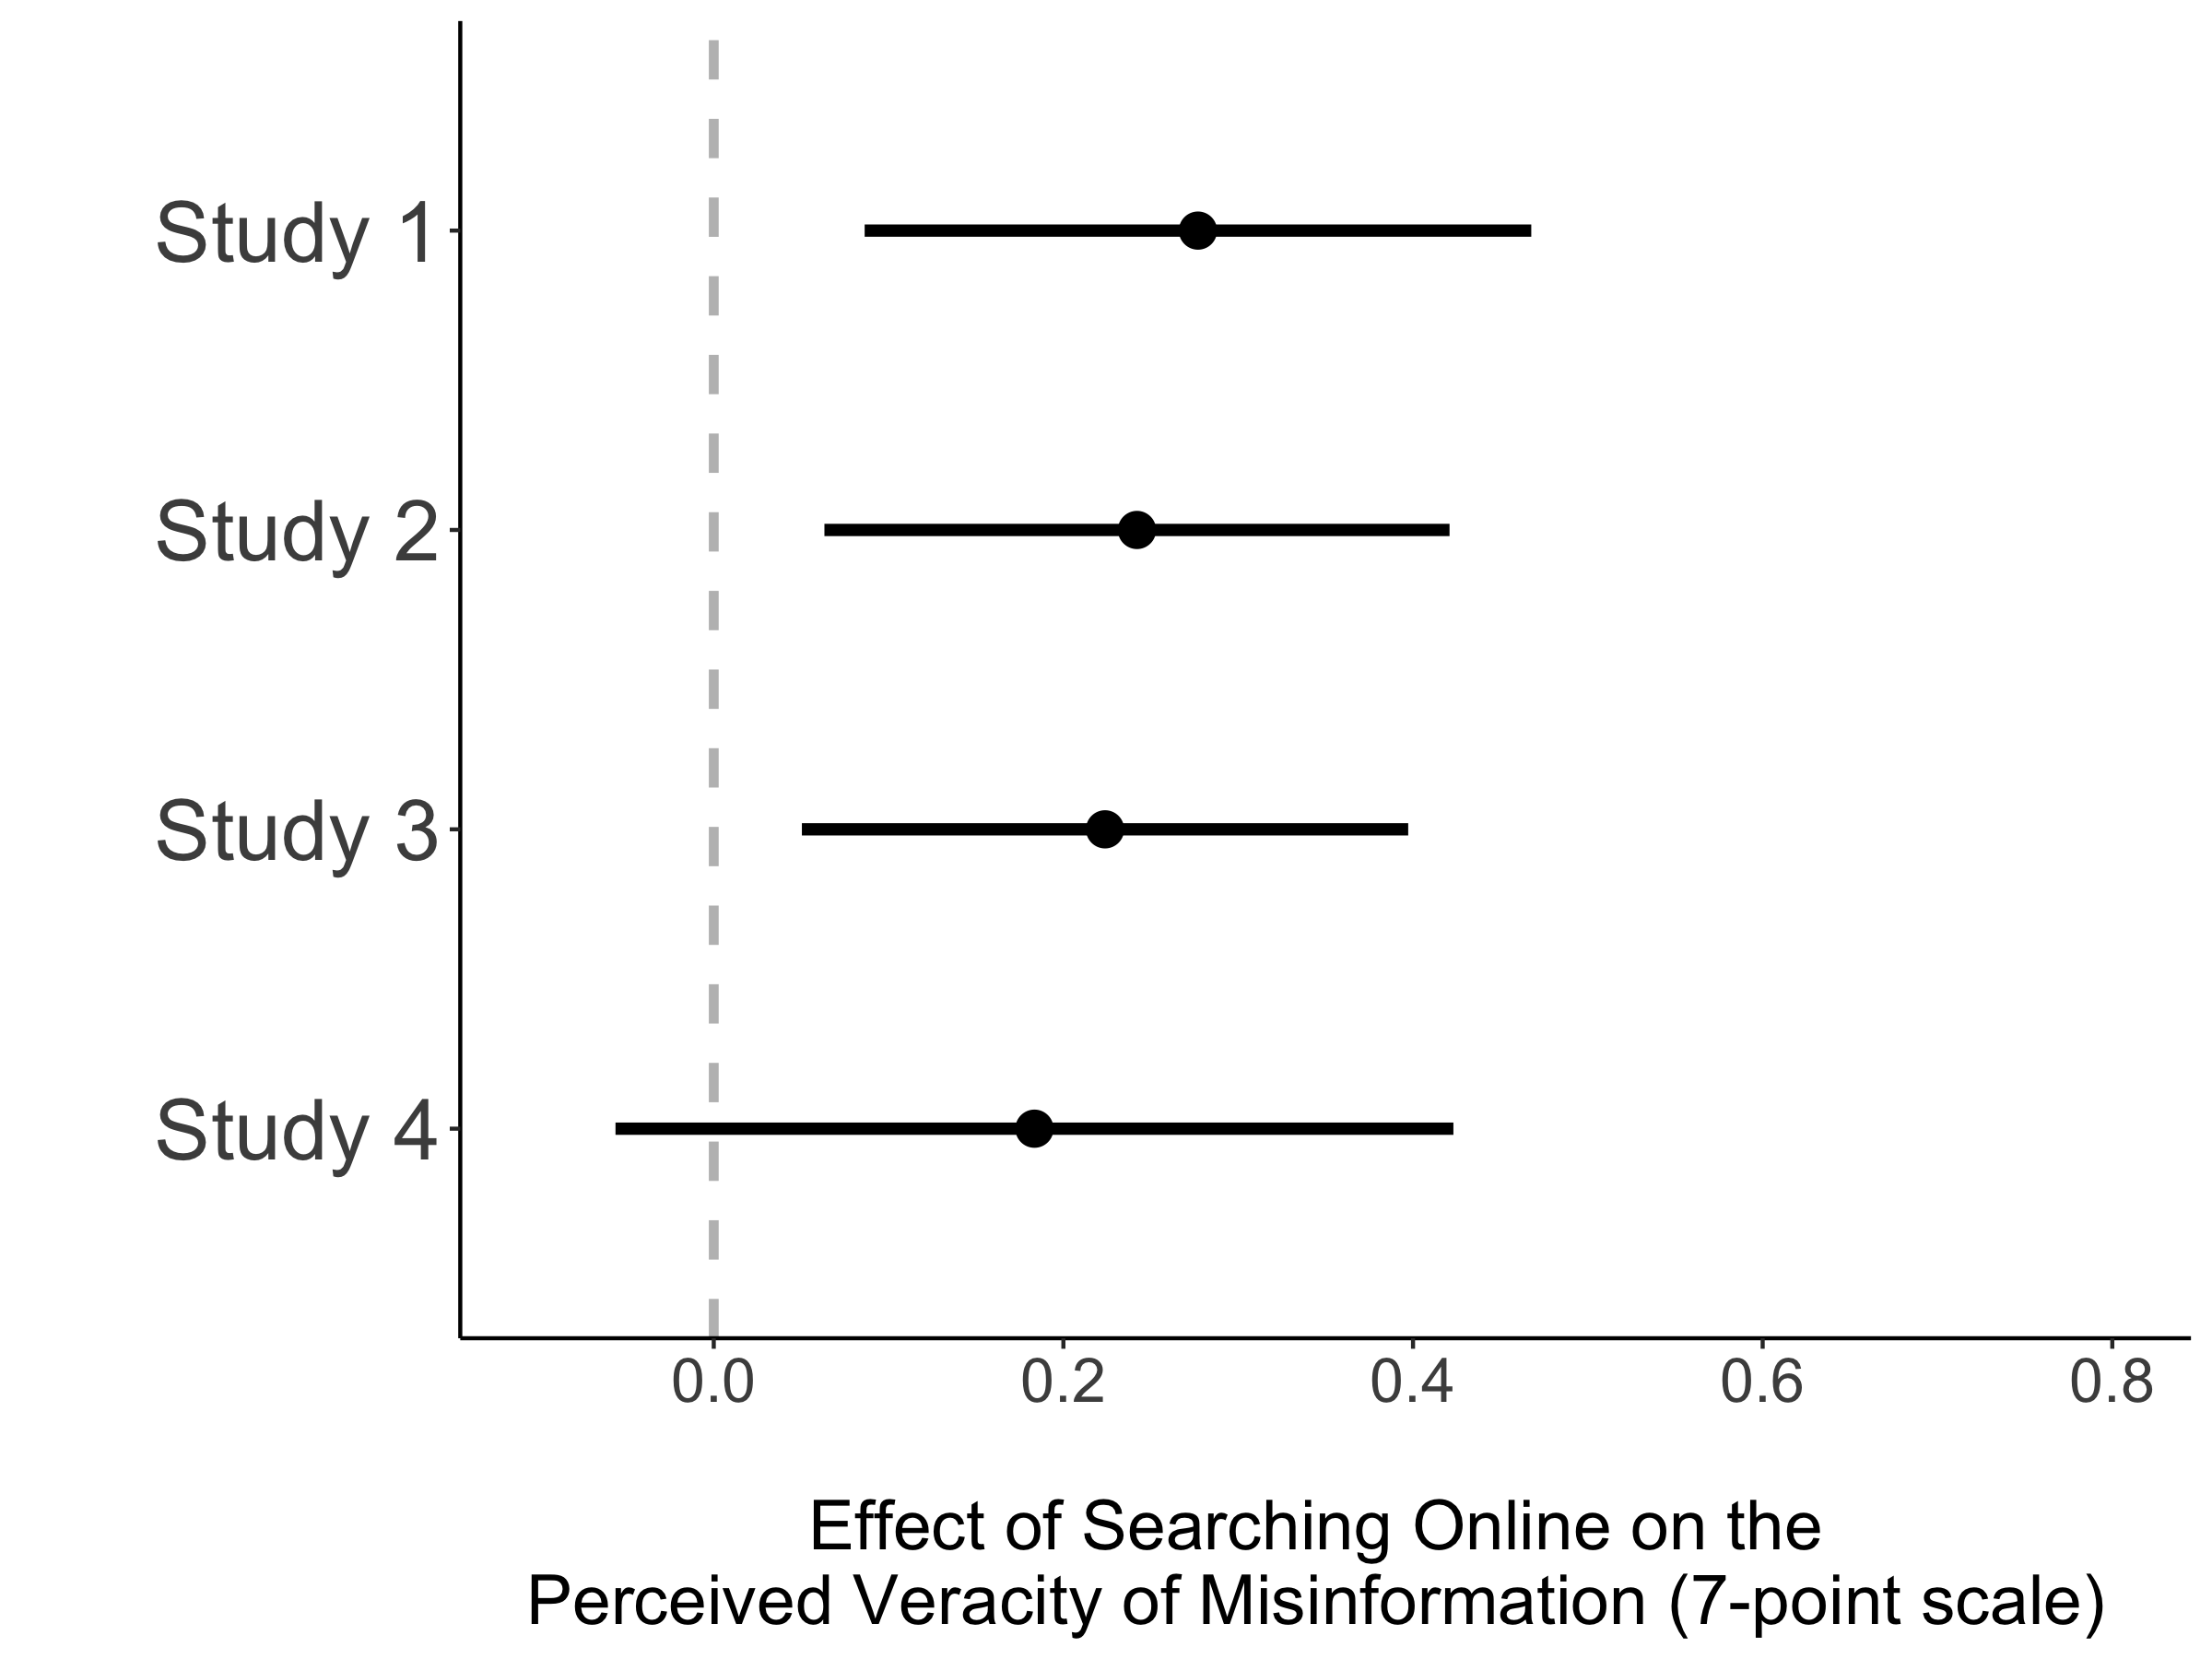 Study 1
Study 2
Study 3
Study 4
0.0 0.2 0.4 0.6 0.8
Effect of Searching Online on the
Perceived Veracity of Misinformation (7-point scale)